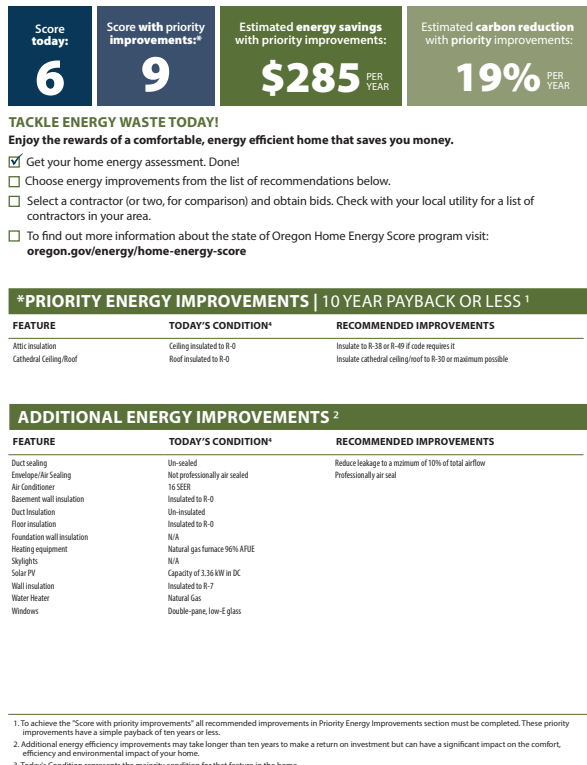 Score today:
6
Score with priority improvements:*
9
Estimated energy savings with priority improvements:
$285 PER YEAR
Estimated carbon reduction with priority improvements:
19% PER YEAR
TACKLE ENERGY WASTE TODAY!
Enjoy the rewards of a comfortable, energy efficient home that saves you money.
Get your home energy assessment. Done!
Choose energy improvements from the list of recommendations below.
Select a contractor (or two, for comparison) and obtain bids. Check with your local utility for a list of
contractors in your area.
To find out more information about the state of Oregon Home Energy Score program visit:
oregon.gov/energy/home-energy-score
*PRIORITY ENERGY IMPROVEMENTS | 10 YEAR PAYBACK OR LESS 1
FEATURE TODAY'S CONDITION4 RECOMMENDED IMPROVEMENTS
Attic insulation Ceiling insulated to R-0 Insulate to R-38 or R-49 if code requires it
Cathedral Ceiling/Roof Roof insulated to R-0 Insulate cathedral ceiling/roof to R-30 or maximum possible
ADDITIONAL ENERGY IMPROVEMENTS 2
FEATURE TODAY'S CONDITION4 RECOMMENDED IMPROVEMENTS
Duct sealing Un-sealed Reduce leakage to a mzimum of 10% of total airflow
Envelope/Air Sealing Not professionally air sealed Professionally air seal
Air Conditioner 16 SEER
Basement wall insulation Insulated to R-0
Duct Insulation Un-insulated
Floor insulation Insulated to R-0
Foundation wall insulation N/A
Heating equipment Natural gas furnace 96% AFUE
Skylights N/A
Solar PV Capacity of 3.36 kW in DC
Wall insulation Insulated to R-7
Water Heater Natural Gas
Windows Double-pane, low-E glass
1. To achieve the "Score with priority improvements" all recommended improvements in Priority Energy Improvements section must be completed. These priority
improvements have a simple payback of ten years or less.
2. Additional energy efficiency improvements may take longer than ten years to make a return on investment but can have a significant impact on the comfort,
efficiency and environmental impact of your home.
3. Today's Condition represents the majority condition for that feature in the home.